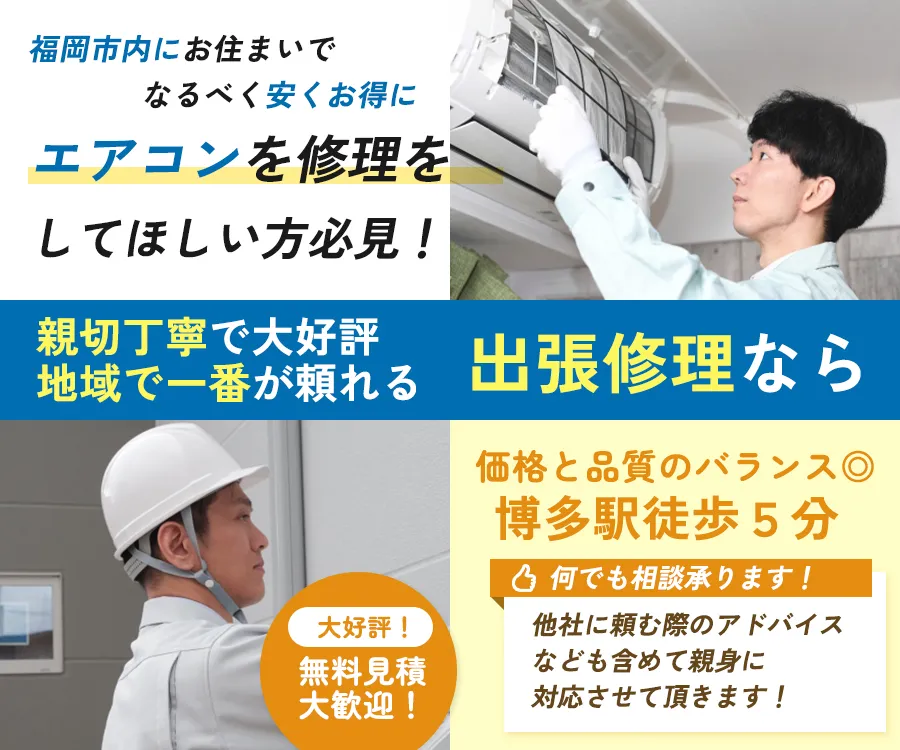 福岡市内にお住まいで
なるべく安くお得に
エアコンを修理を
してほしい方必見！
親切丁寧で大好評
地域で一番が頼れる
出張修理なら
価格と品質のバランス◎
博多駅徒歩５分
何でも相談承ります！
他社に頼む際のアドバイス
なども含めて親身に
対応させて頂きます！
大好評！
無料見積
大歓迎！